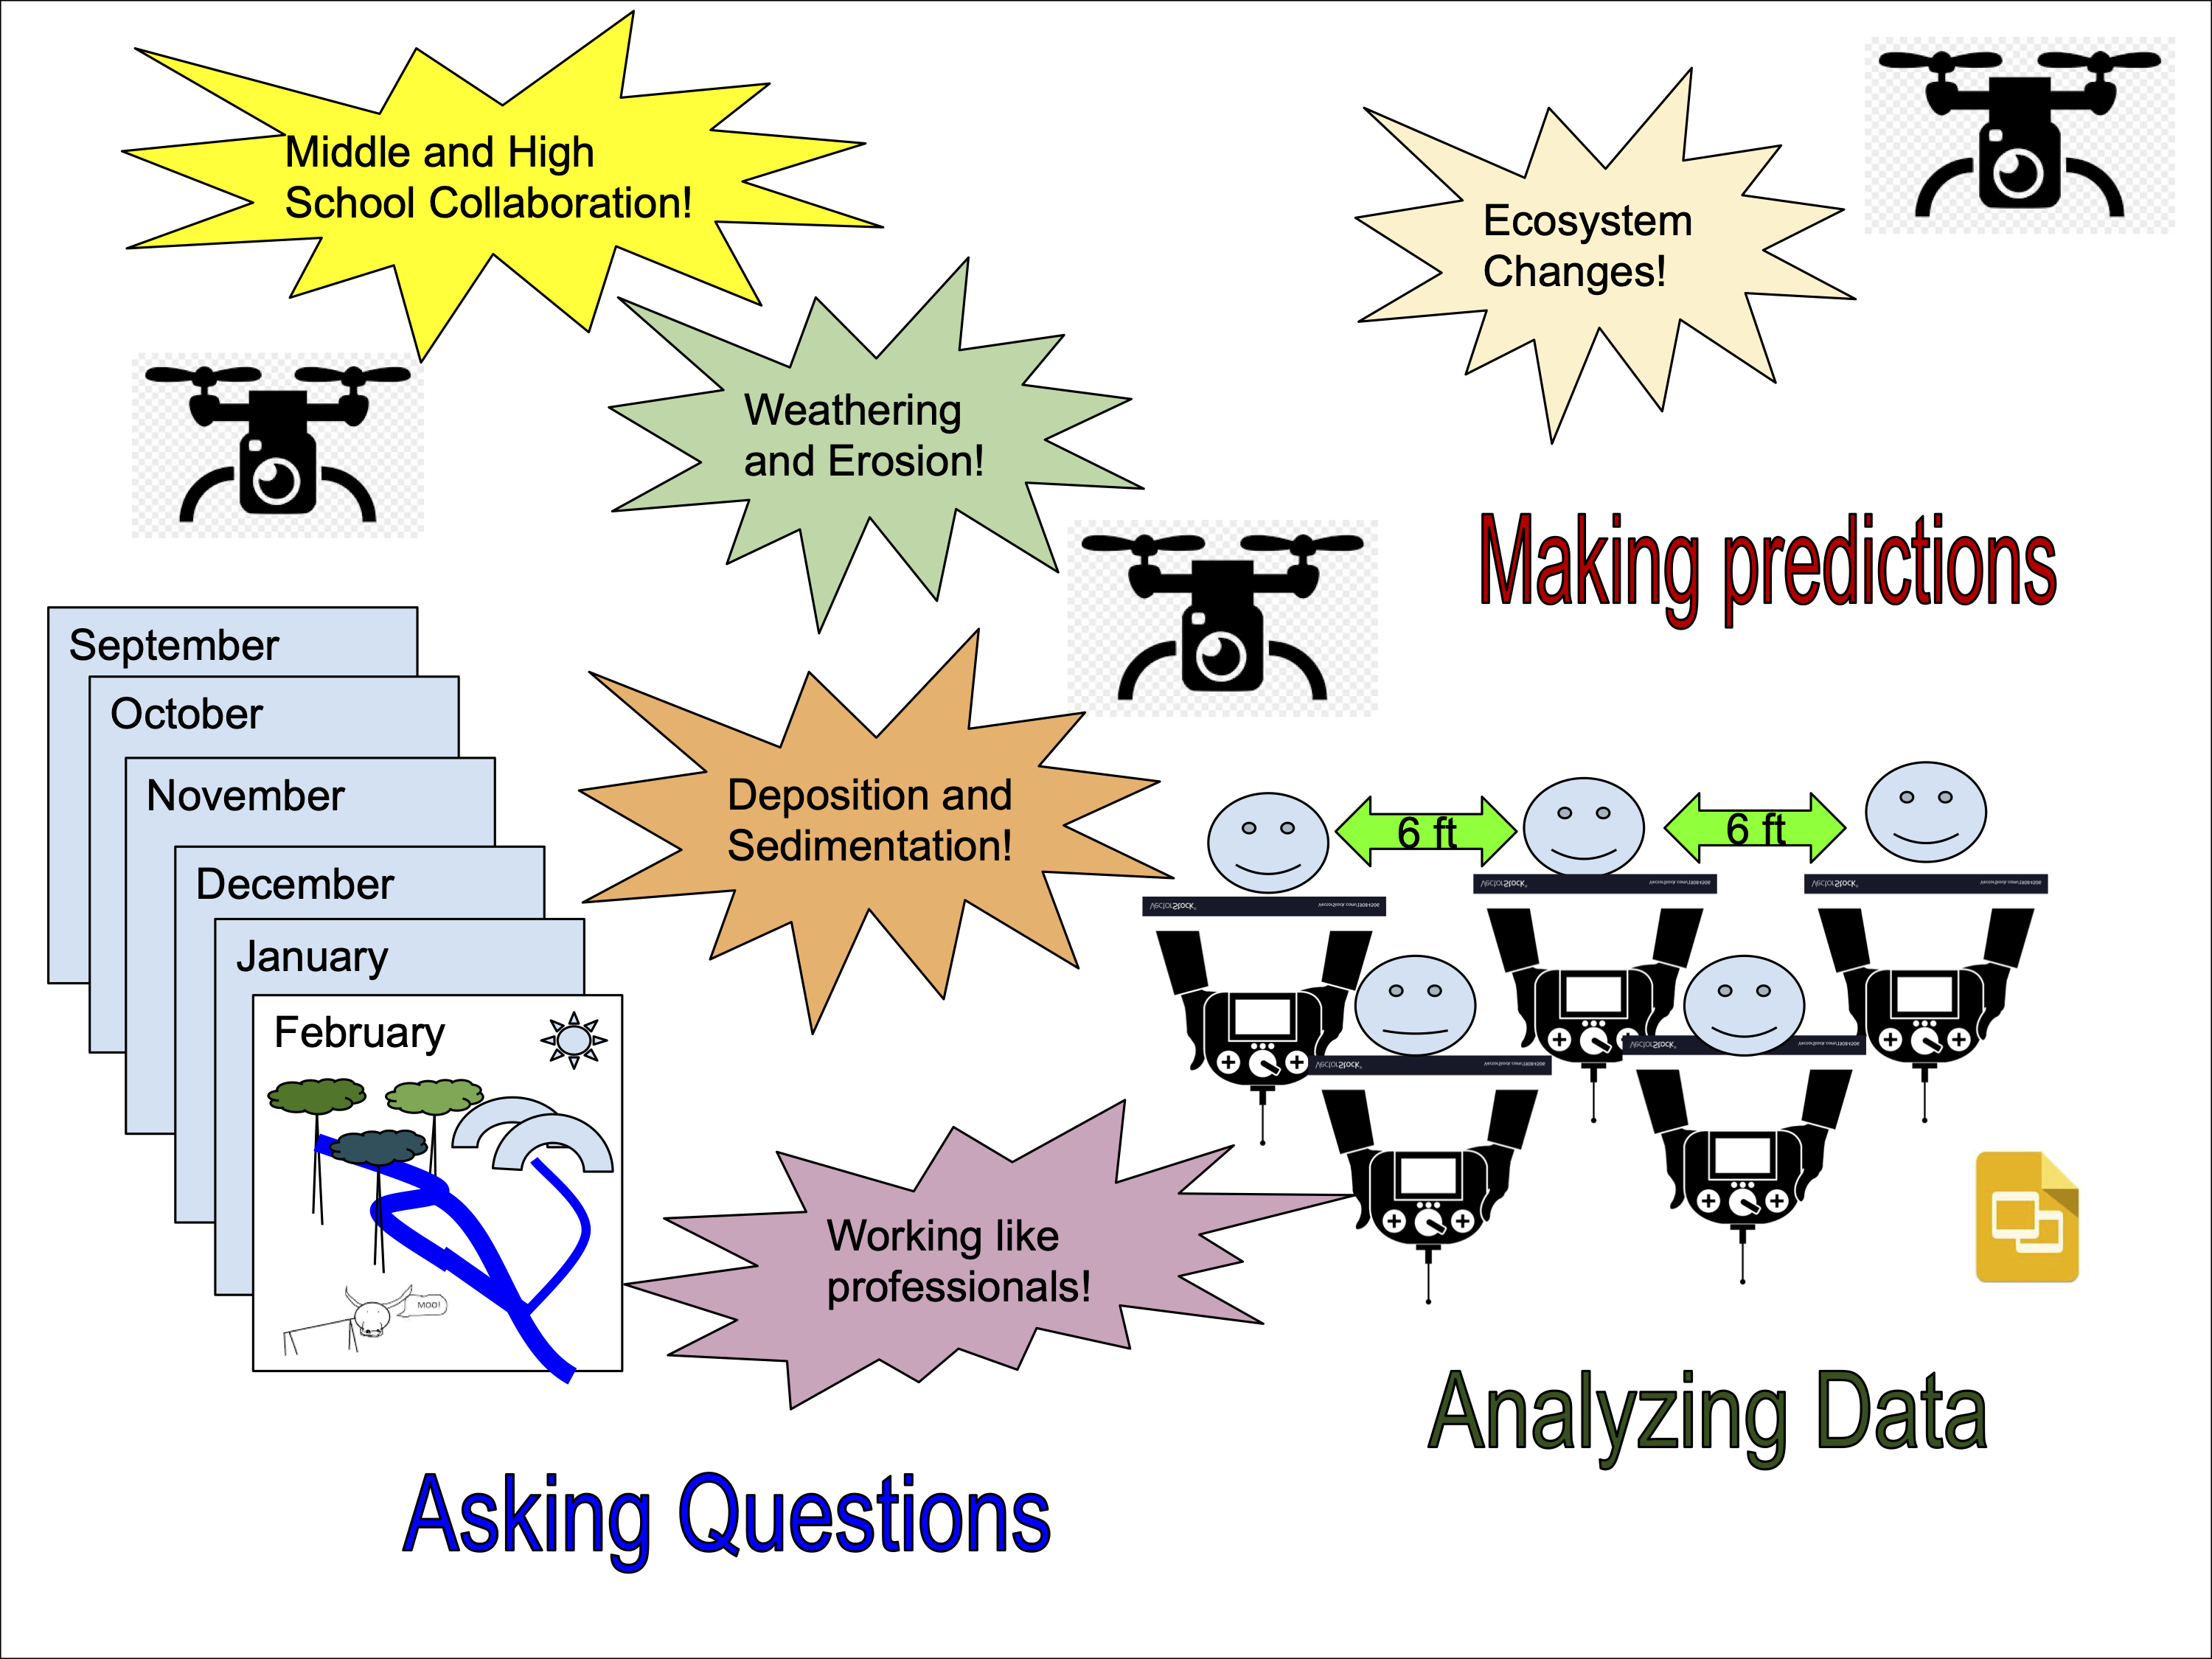 Middle and High
School Collaboration!
Ecosystem
Changes!
Weathering
and Erosion!
Making predictions
September
October
November
December
January
February
MOO!
Deposition and
Sedimentation!
6 ft
6 ft
VectorStock
VectorStock
VectorStock
VectorStock
VectorStock
Working like
professionals!
Analyzing Data
Asking Questions